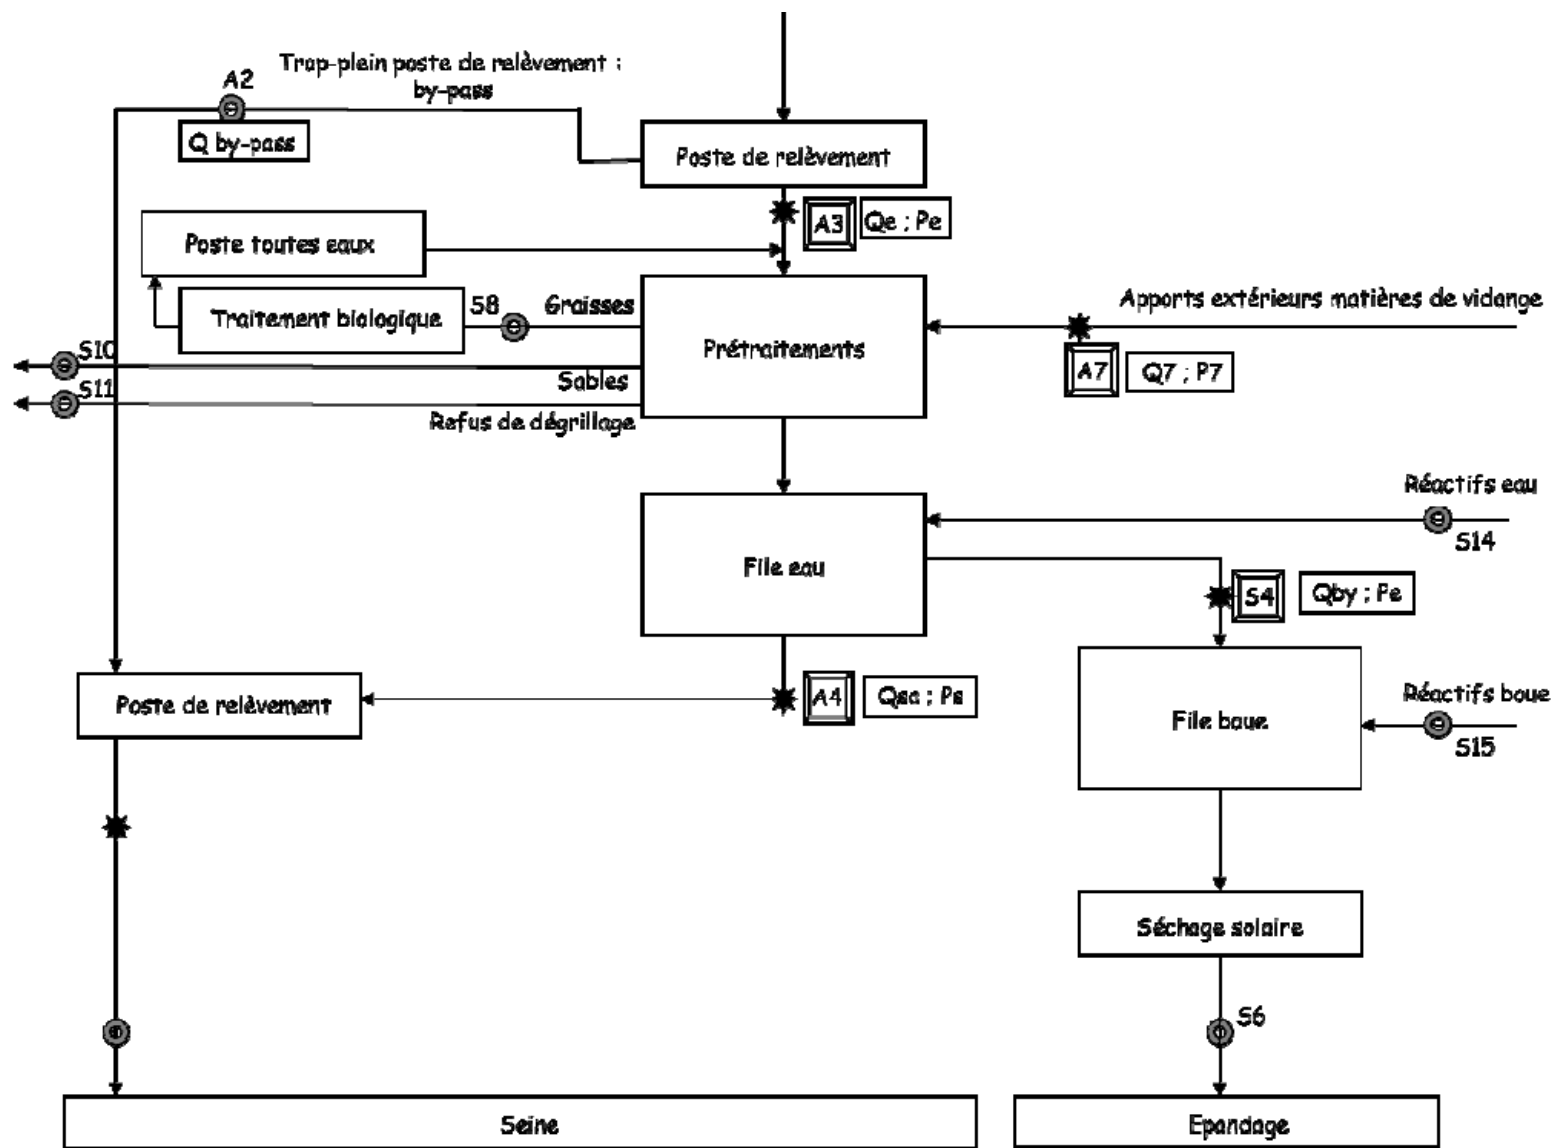 Trop-plein poste de relèvement :
by-pass
A2
Q by-pass
Poste de relèvement
A3
Qe ; Pe
Poste toutes eaux
Traitement biologique
S8
Graisses
Apports extérieurs matières de vidange
Prétraitements
A7
Q7 ; P7
S10
Sables
S11
Refus de dégrillage
Réactifs eau
S14
File eau
S4
Qby ; Pe
Poste de relèvement
A4
Qsa ; Ps
Réactifs boue
S15
File boue
Séchage solaire
S6
Seine
Epandage